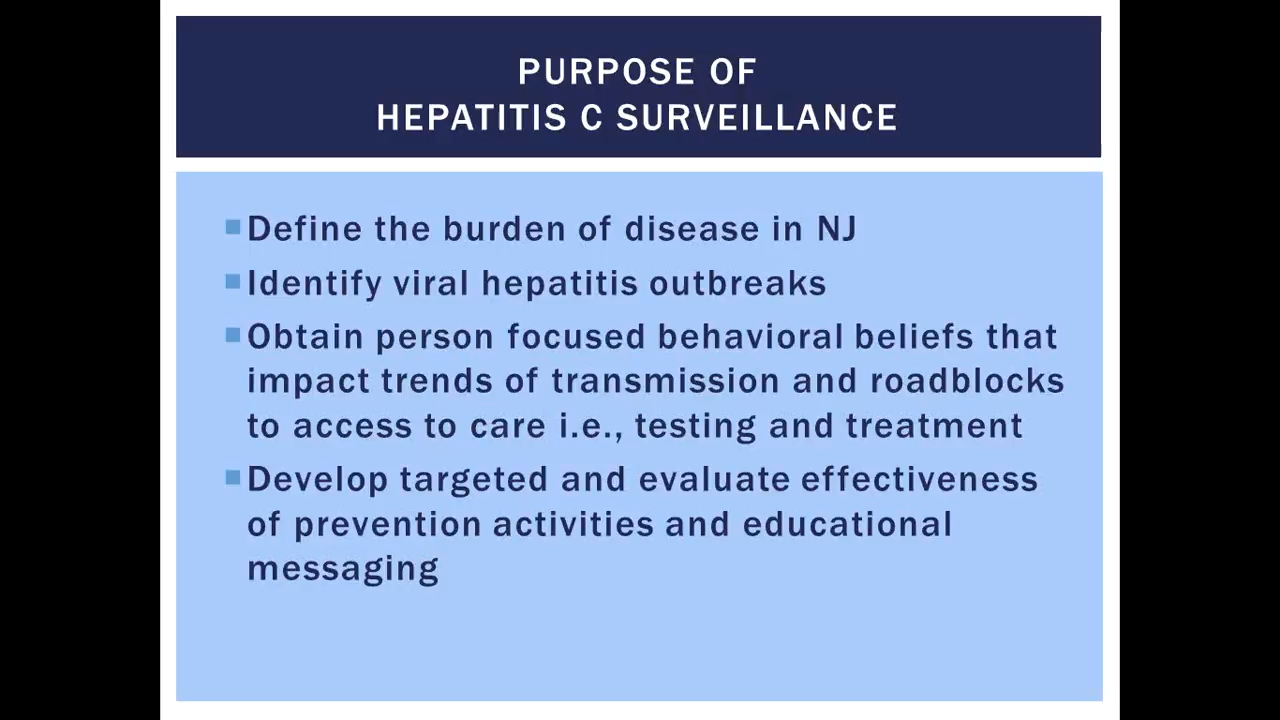 PURPOSE OF
HEPATITIS C SURVEILLANCE
Define the burden of disease in NJ
Identify viral hepatitis outbreaks
Obtain person focused behavioral beliefs that
impact trends of transmission and roadblocks
to access to care i.e., testing and treatment
Develop targeted and evaluate effectiveness
of prevention activities and educational
messaging